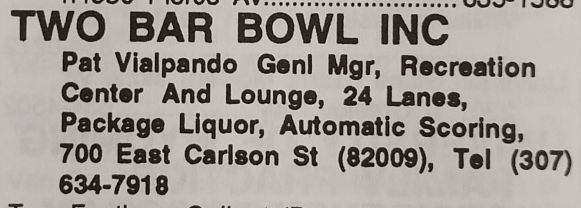 TWO BAR BOWL INC
Pat Vialpando Genl Mgr, Recreation
Center And Lounge, 24 Lanes,
Package Liquor, Automatic Scoring,
700 East Carlson St (82009), Tel (307)
634-7918